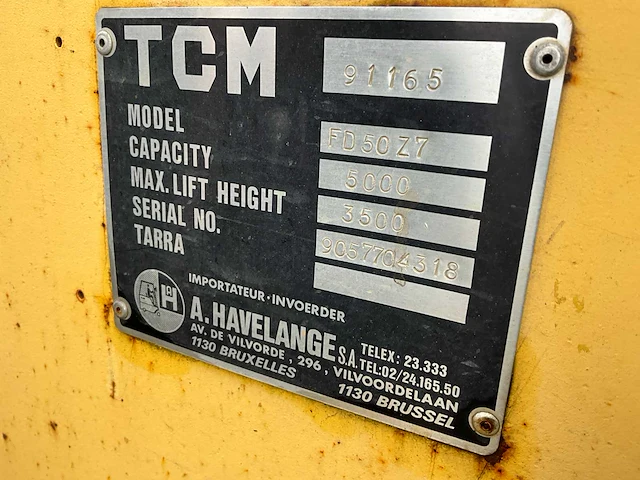 TCM 91165
MODEL FD50Z7
CAPACITY 5000
MAX. LIFT HEIGHT 3500
SERIAL NO. 9057704318
TARRA
IMPORTATEUR · INVOERDER
A. HAVELANGE S.A.
TELEX: 23.333
TEL: 02/24.165.50
AV. DE VILVORDE, 296, VILVOORDELAAN
1130 BRUXELLES 1130 BRUSSEL